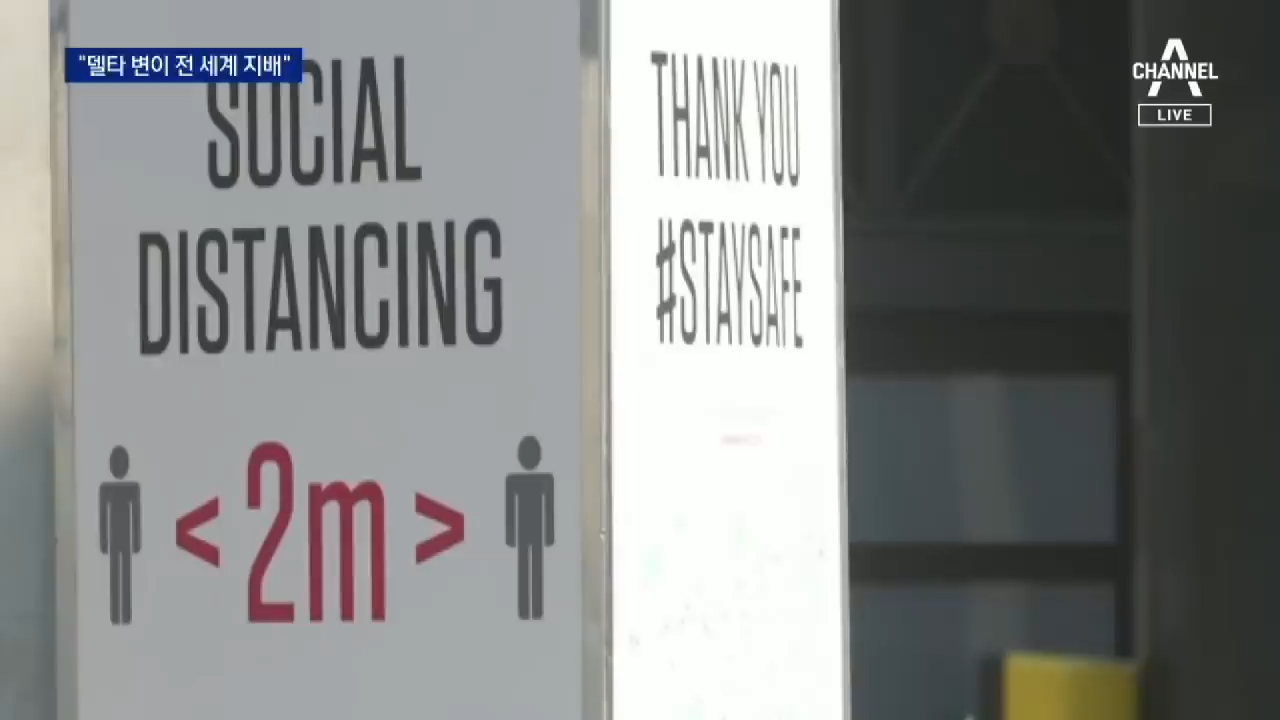 "델타 변이 전 세계 지배"
CHANNEL A
LIVE
SOCIAL
DISTANCING
<2m>
THANK YOU
#STAYSAFE